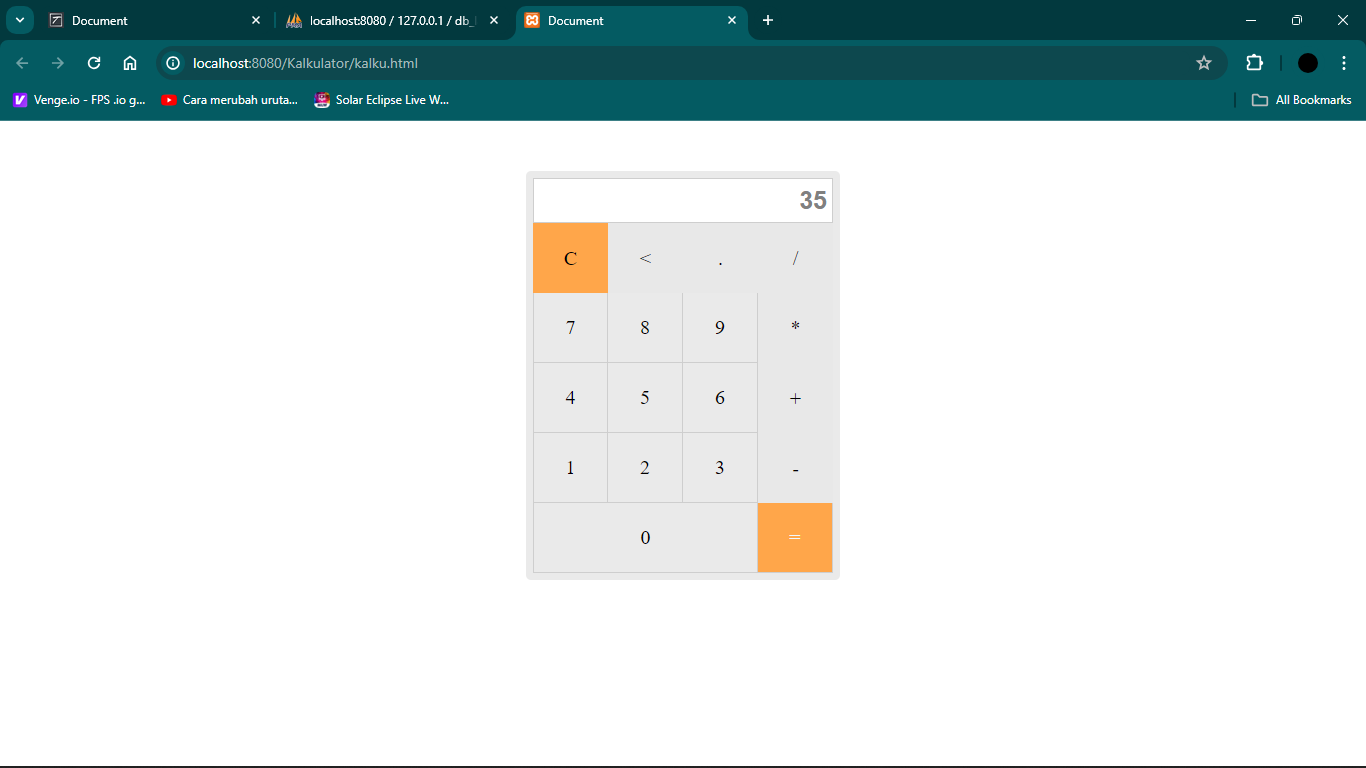 Document
localhost:8080 / 127.0.0.1 / db_
Document
localhost:8080/Kalkulator/kalku.html
Venge.io - FPS .io g...
Cara merubah uruta...
Solar Eclipse Live W...
All Bookmarks
35
C < . /
7 8 9 *
4 5 6 +
1 2 3 -
0 =